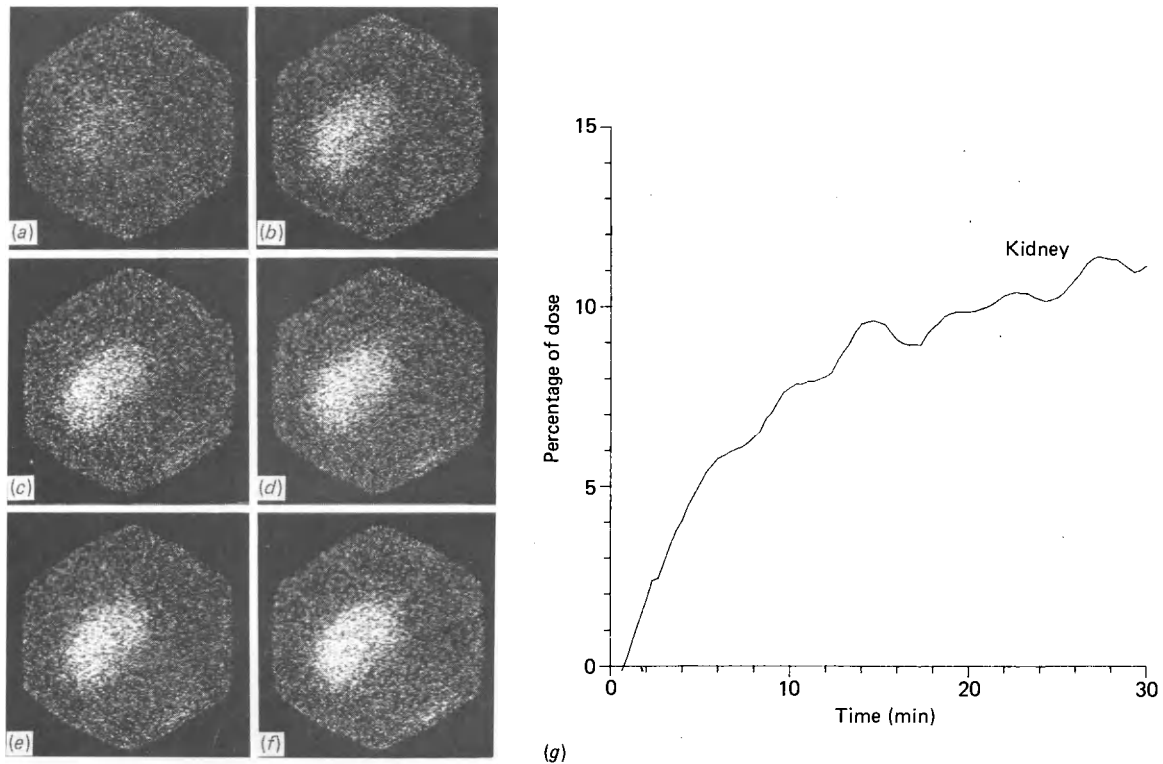 (a)
(b)
(c)
(d)
(e)
(f)
15
10
5
0
Percentage of dose
Kidney
0 10 20 30
Time (min)
(g)